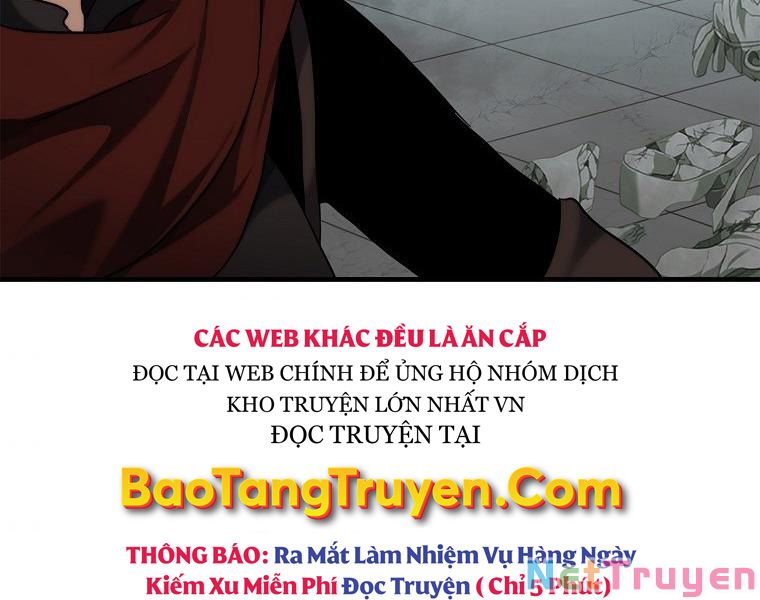 CÁC WEB KHÁC ĐỀU LÀ ĂN CẮP
ĐỌC TẠI WEB CHÍNH ĐỂ ỦNG HỘ NHÓM DỊCH
KHO TRUYỆN LỚN NHẤT VN
ĐỌC TRUYỆN TẠI
BaoTangTruyen.Com
THÔNG BÁO: Ra Mắt Làm Nhiệm Vụ Hàng Ngày
Kiếm Xu Miễn Phí Đọc Truyện ( Chỉ 5 Phút)
NetTruyen